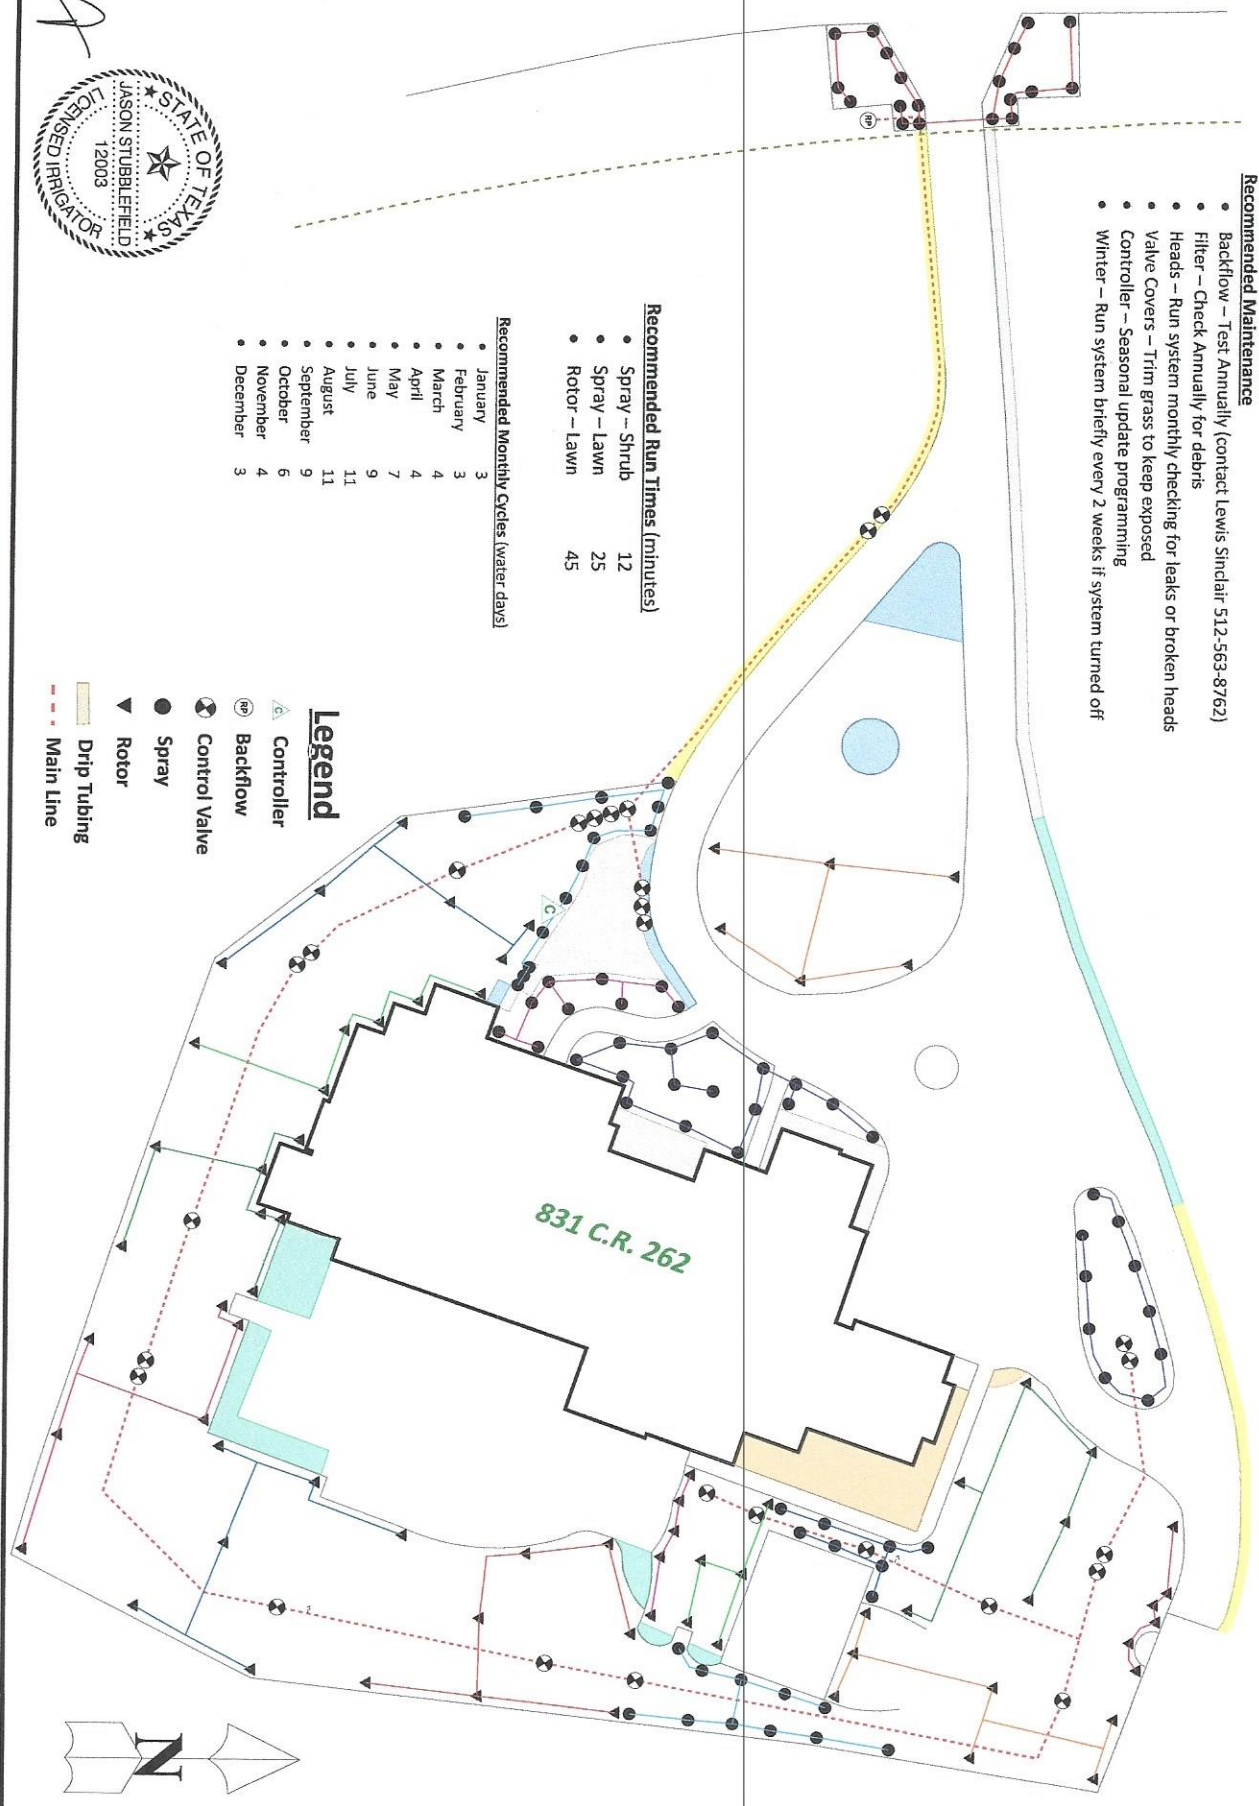 Recommended Maintenance
• Backflow – Test Annually (contact Lewis Sinclair 512-563-8762)
• Filter – Check Annually for debris
• Heads – Run system monthly checking for leaks or broken heads
• Valve Covers – Trim grass to keep exposed
• Controller – Seasonal update programming
• Winter – Run system briefly every 2 weeks if system turned off
Recommended Run Times (minutes)
• Spray – Shrub 12
• Spray – Lawn 25
• Rotor – Lawn 45
Recommended Monthly Cycles (water days)
• January 3
• February 3
• March 4
• April 4
• May 7
• June 9
• July 11
• August 11
• September 9
• October 6
• November 4
• December 3
Legend
C Controller
RP Backflow
Control Valve
Spray
Rotor
Drip Tubing
Main Line
831 C.R. 262
RP
C
N
STATE OF TEXAS
JASON STUBBLEFIELD
12003
LICENSED IRRIGATOR